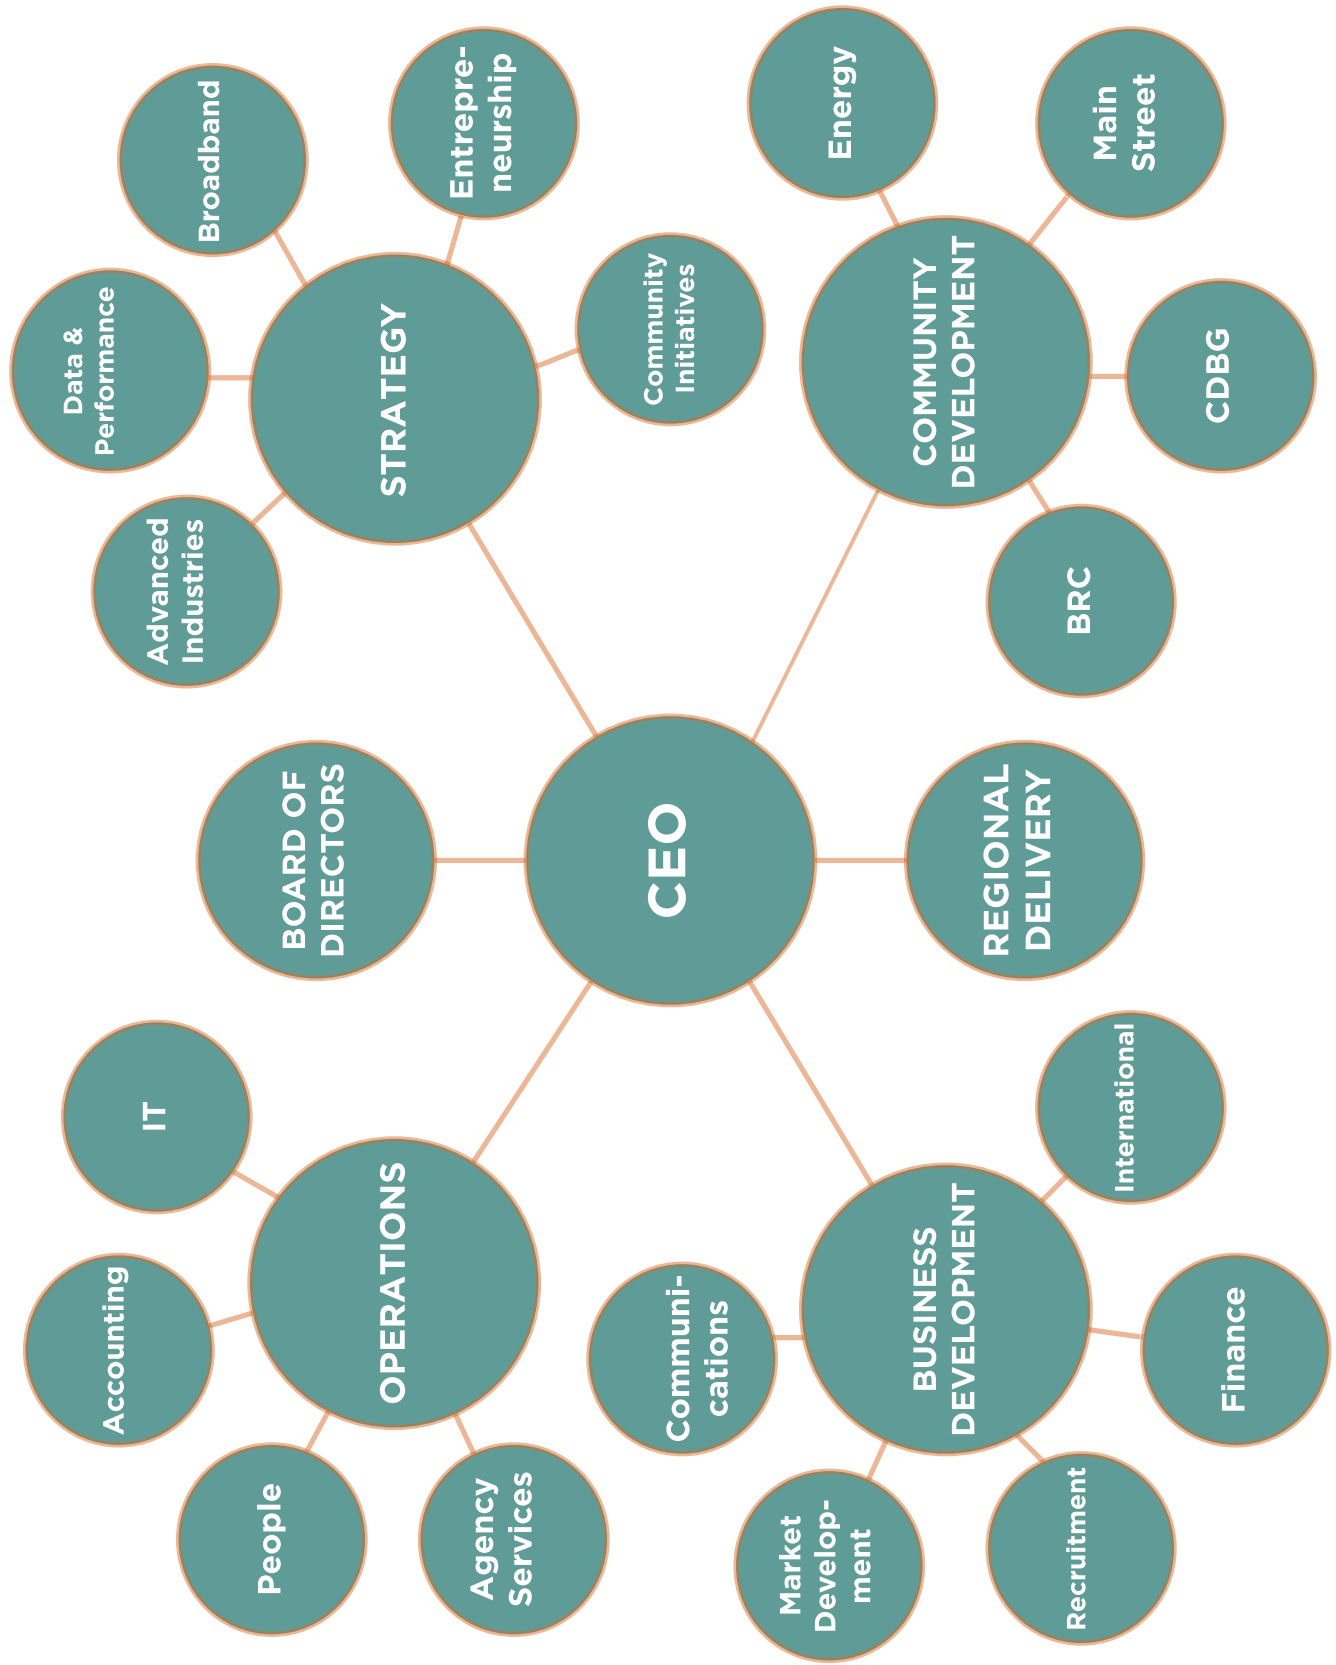 People
Accounting
IT
Agency
Services
OPERATIONS
BOARD OF
DIRECTORS
Advanced
Industries
Data &
Performance
Broadband
Entrepre-
neurship
STRATEGY
Community
Initiatives
CEO
Communi-
cations
Market
Develop-
ment
BUSINESS
DEVELOPMENT
Recruitment
Finance
International
REGIONAL
DELIVERY
Energy
COMMUNITY
DEVELOPMENT
BRC
CDBG
Main
Street